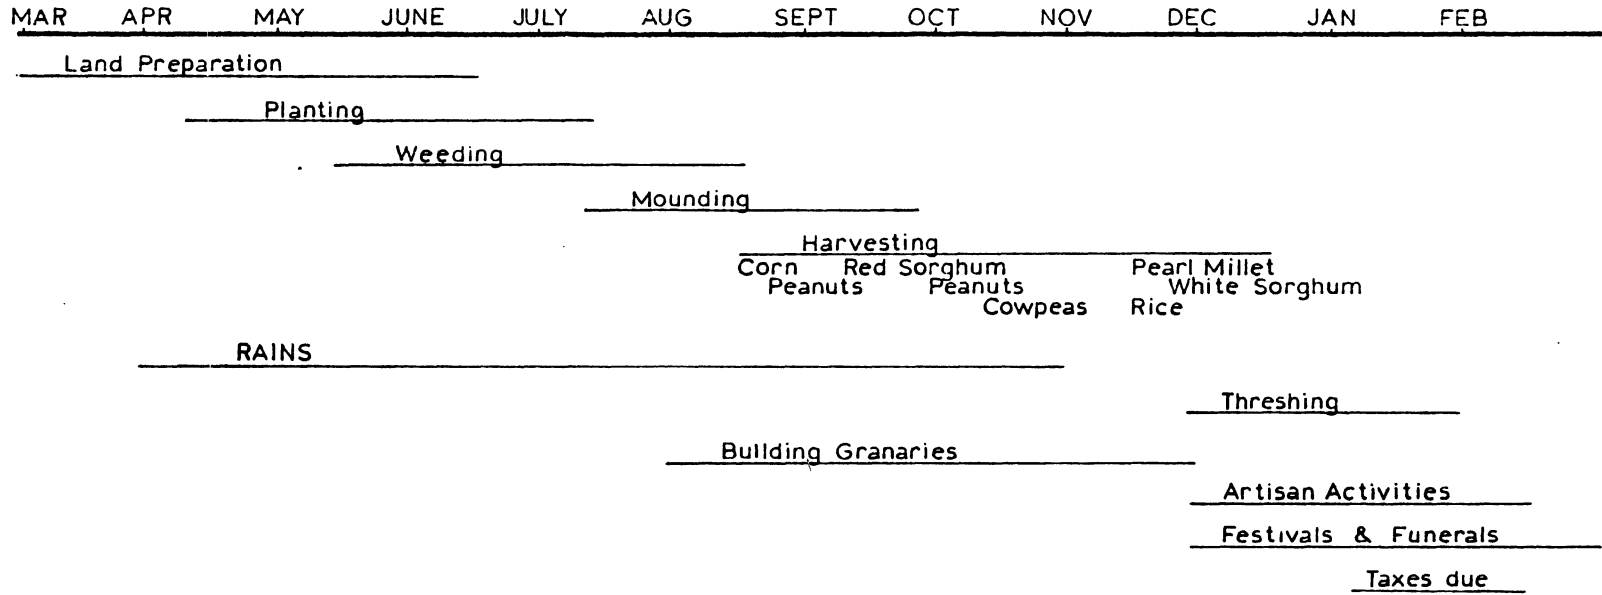 MAR APR MAY JUNE JULY AUG SEPT OCT NOV DEC JAN FEB
Land Preparation
Planting
Weeding
Mounding
Harvesting
Corn Red Sorghum Pearl Millet
Peanuts Peanuts White Sorghum
Cowpeas Rice
RAINS
Threshing
Building Granaries
Artisan Activities
Festivals & Funerals
Taxes due